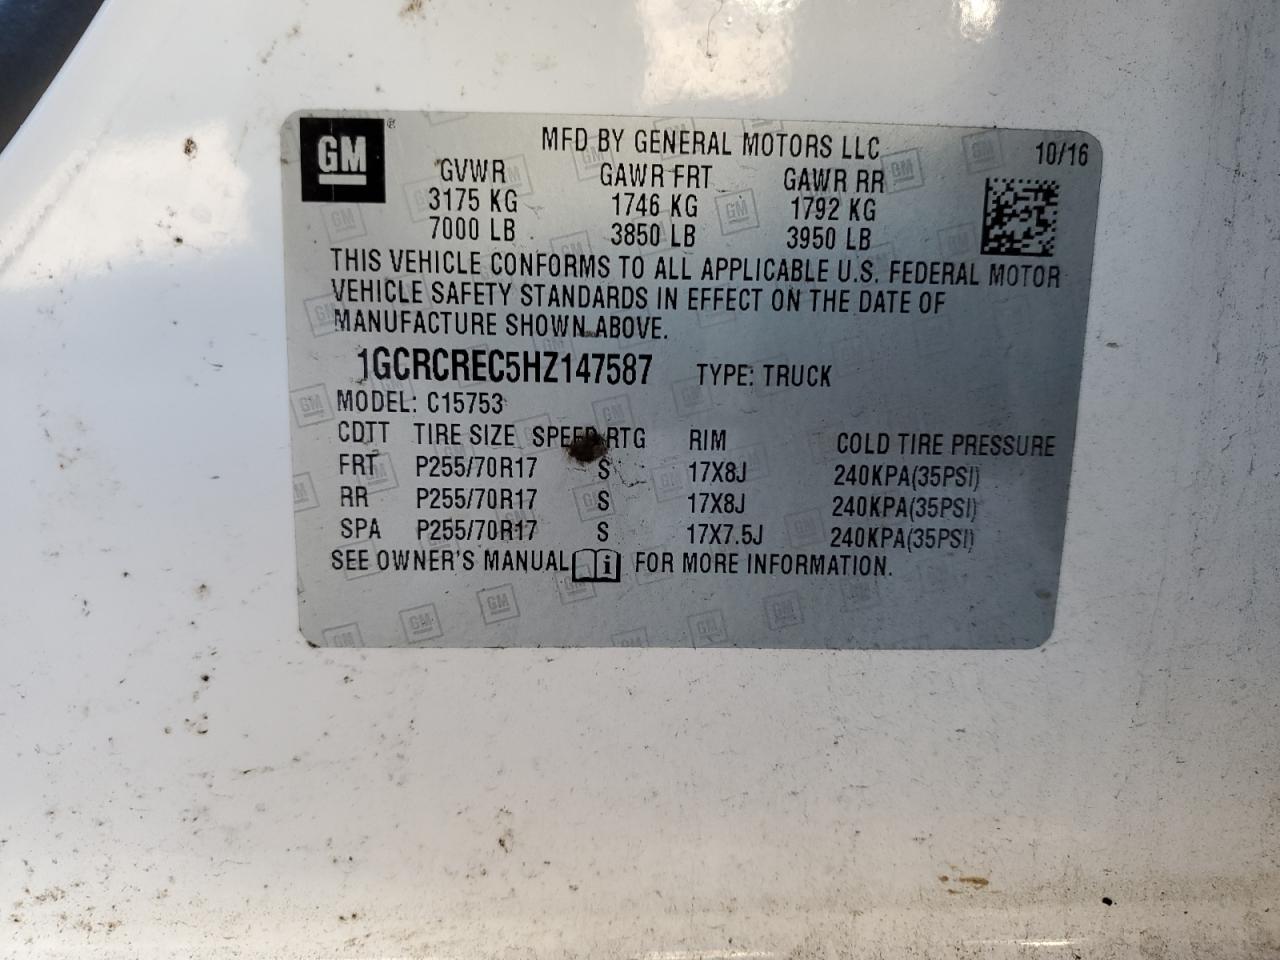 GM
MFD BY GENERAL MOTORS LLC
10/16
GVWR GAWR FRT GAWR RR
3175 KG 1746 KG 1792 KG
7000 LB 3850 LB 3950 LB
THIS VEHICLE CONFORMS TO ALL APPLICABLE U.S. FEDERAL MOTOR
VEHICLE SAFETY STANDARDS IN EFFECT ON THE DATE OF
MANUFACTURE SHOWN ABOVE.
1GCRCREC5HZ147587 TYPE: TRUCK
MODEL: C15753
CDTT TIRE SIZE SPEED RTG RIM COLD TIRE PRESSURE
FRT P255/70R17 S 17X8J 240KPA(35PSI)
RR P255/70R17 S 17X8J 240KPA(35PSI)
SPA P255/70R17 S 17X7.5J 240KPA(35PSI)
SEE OWNER'S MANUAL i FOR MORE INFORMATION.